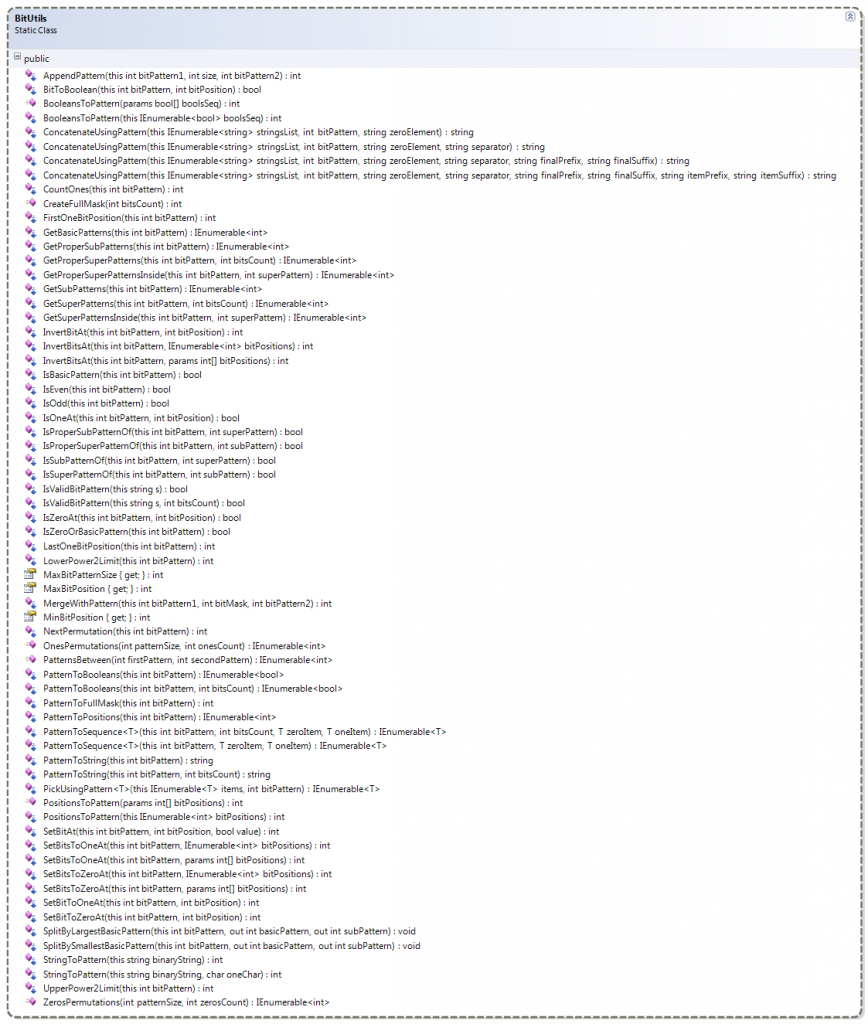 BitUtils
Static Class
public
AppendPattern(this int bitPattern1, int size, int bitPattern2) : int
BitToBoolean(this int bitPattern, int bitPosition) : bool
BooleansToPattern(params bool[] boolsSeq) : int
BooleansToPattern(this IEnumerable<bool> boolsSeq) : int
ConcatenateUsingPattern(this IEnumerable<string> stringsList, int bitPattern, string zeroElement) : string
ConcatenateUsingPattern(this IEnumerable<string> stringsList, int bitPattern, string zeroElement, string separator) : string
ConcatenateUsingPattern(this IEnumerable<string> stringsList, int bitPattern, string zeroElement, string separator, string finalPrefix, string finalSuffix) : string
ConcatenateUsingPattern(this IEnumerable<string> stringsList, int bitPattern, string zeroElement, string separator, string finalPrefix, string finalSuffix, string itemPrefix, string itemSuffix) : string
CountOnes(this int bitPattern) : int
CreateFullMask(int bitsCount) : int
FirstOneBitPosition(this int bitPattern) : int
GetBasicPatterns(this int bitPattern) : IEnumerable<int>
GetProperSubPatterns(this int bitPattern) : IEnumerable<int>
GetProperSuperPatterns(this int bitPattern, int bitsCount) : IEnumerable<int>
GetProperSuperPatternsInside(this int bitPattern, int superPattern) : IEnumerable<int>
GetSubPatterns(this int bitPattern) : IEnumerable<int>
GetSuperPatterns(this int bitPattern, int bitsCount) : IEnumerable<int>
GetSuperPatternsInside(this int bitPattern, int superPattern) : IEnumerable<int>
InvertBitAt(this int bitPattern, int bitPosition) : int
InvertBitsAt(this int bitPattern, IEnumerable<int> bitPositions) : int
InvertBitsAt(this int bitPattern, params int[] bitPositions) : int
IsBasicPattern(this int bitPattern) : bool
IsEven(this int bitPattern) : bool
IsOdd(this int bitPattern) : bool
IsOneAt(this int bitPattern, int bitPosition) : bool
IsProperSubPatternOf(this int bitPattern, int superPattern) : bool
IsProperSuperPatternOf(this int bitPattern, int subPattern) : bool
IsSubPatternOf(this int bitPattern, int superPattern) : bool
IsSuperPatternOf(this int bitPattern, int subPattern) : bool
IsValidBitPattern(this string s) : bool
IsValidBitPattern(this string s, int bitsCount) : bool
IsZeroAt(this int bitPattern, int bitPosition) : bool
IsZeroOrBasicPattern(this int bitPattern) : bool
LastOneBitPosition(this int bitPattern) : int
LowerPower2Limit(this int bitPattern) : int
MaxBitPatternSize { get; } : int
MaxBitPosition { get; } : int
MergeWithPattern(this int bitPattern1, int bitMask, int bitPattern2) : int
MinBitPosition { get; } : int
NextPermutation(this int bitPattern) : int
OnesPermutations(int patternSize, int onesCount) : IEnumerable<int>
PatternsBetween(int firstPattern, int secondPattern) : IEnumerable<int>
PatternToBooleans(this int bitPattern) : IEnumerable<bool>
PatternToBooleans(this int bitPattern, int bitsCount) : IEnumerable<bool>
PatternToFullMask(this int bitPattern) : int
PatternToPositions(this int bitPattern) : IEnumerable<int>
PatternToSequence<T>(this int bitPattern, int bitsCount, T zeroItem, T oneItem) : IEnumerable<T>
PatternToSequence<T>(this int bitPattern, T zeroItem, T oneItem) : IEnumerable<T>
PatternToString(this int bitPattern) : string
PatternToString(this int bitPattern, int bitsCount) : string
PickUsingPattern<T>(this IEnumerable<T> items, int bitPattern) : IEnumerable<T>
PositionsToPattern(params int[] bitPositions) : int
PositionsToPattern(this IEnumerable<int> bitPositions) : int
SetBitAt(this int bitPattern, int bitPosition, bool value) : int
SetBitsToOneAt(this int bitPattern, IEnumerable<int> bitPositions) : int
SetBitsToOneAt(this int bitPattern, params int[] bitPositions) : int
SetBitsToZeroAt(this int bitPattern, IEnumerable<int> bitPositions) : int
SetBitsToZeroAt(this int bitPattern, params int[] bitPositions) : int
SetBitToOneAt(this int bitPattern, int bitPosition) : int
SetBitToZeroAt(this int bitPattern, int bitPosition) : int
SplitByLargestBasicPattern(this int bitPattern, out int basicPattern, out int subPattern) : void
SplitBySmallestBasicPattern(this int bitPattern, out int basicPattern, out int subPattern) : void
StringToPattern(this string binaryString) : int
StringToPattern(this string binaryString, char oneChar) : int
UpperPower2Limit(this int bitPattern) : int
ZerosPermutations(int patternSize, int zerosCount) : IEnumerable<int>